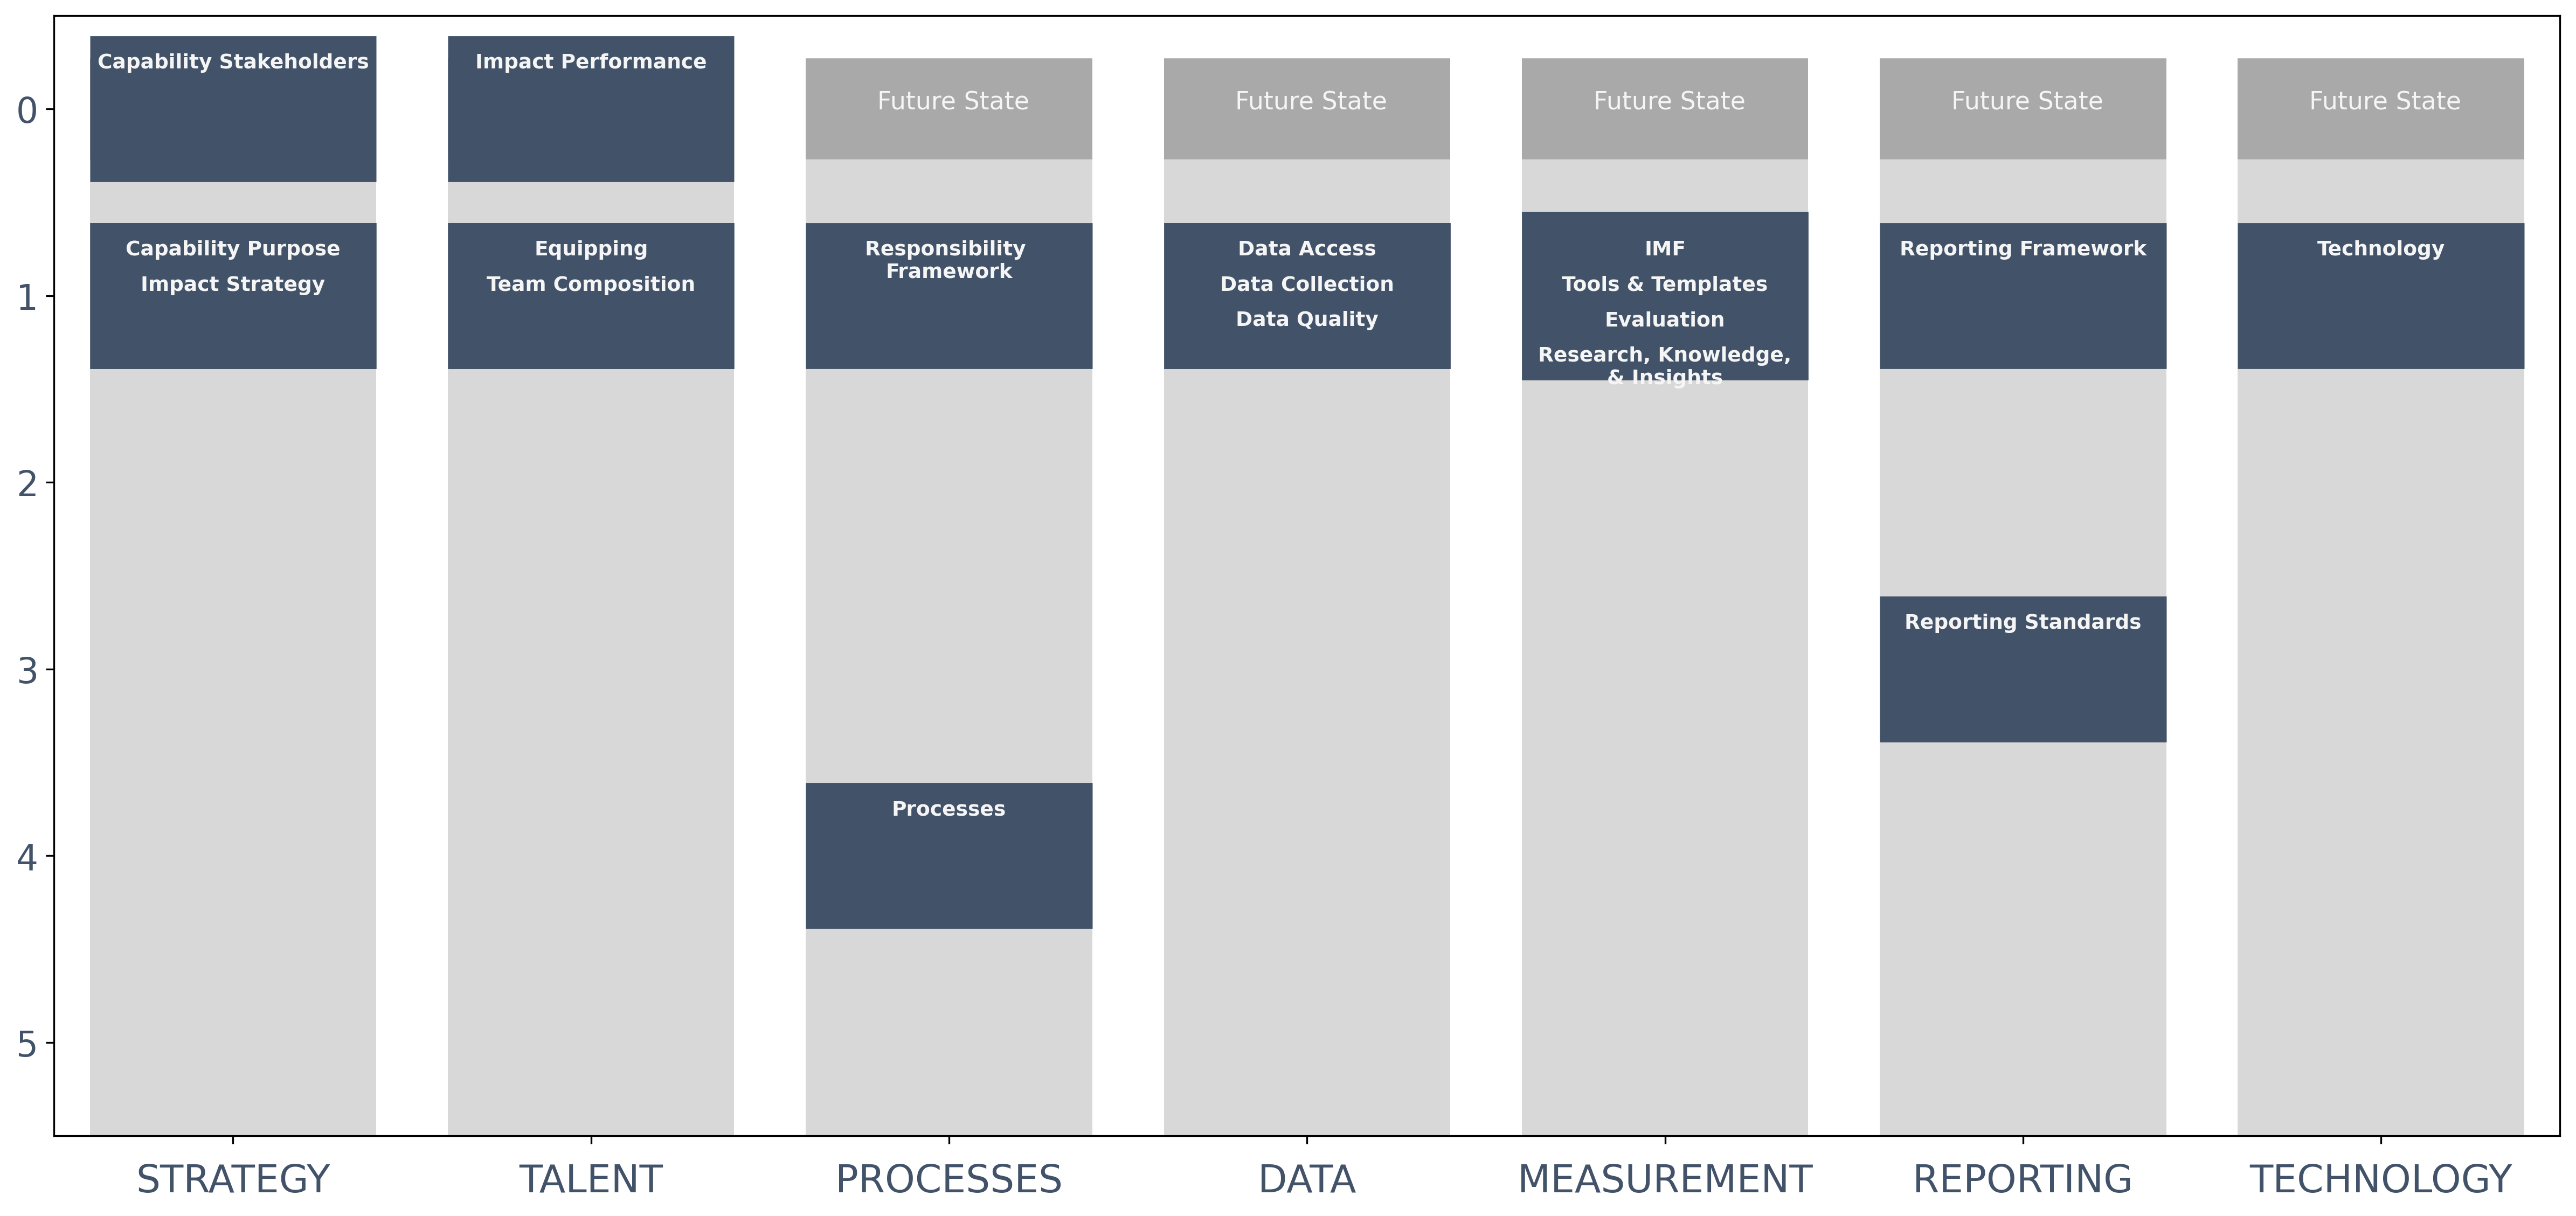 Capability Stakeholders
Impact Performance
Future State
Future State
Future State
Future State
Future State
0
Capability Purpose
Impact Strategy
Equipping
Team Composition
Responsibility
Framework
Data Access
Data Collection
Data Quality
IMF
Tools & Templates
Evaluation
Research, Knowledge,
& Insights
Reporting Framework
Technology
1
2
Reporting Standards
3
Processes
4
5
STRATEGY
TALENT
PROCESSES
DATA
MEASUREMENT
REPORTING
TECHNOLOGY